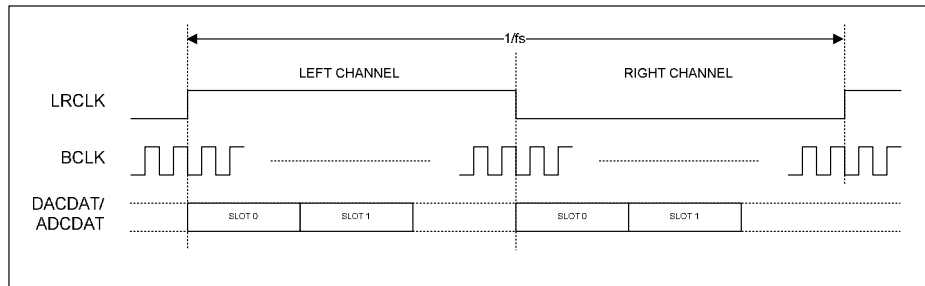 1/fs
LEFT CHANNEL RIGHT CHANNEL
LRCLK
BCLK
DACDAT/
ADCDAT
SLOT 0 SLOT 1 SLOT 0 SLOT 1